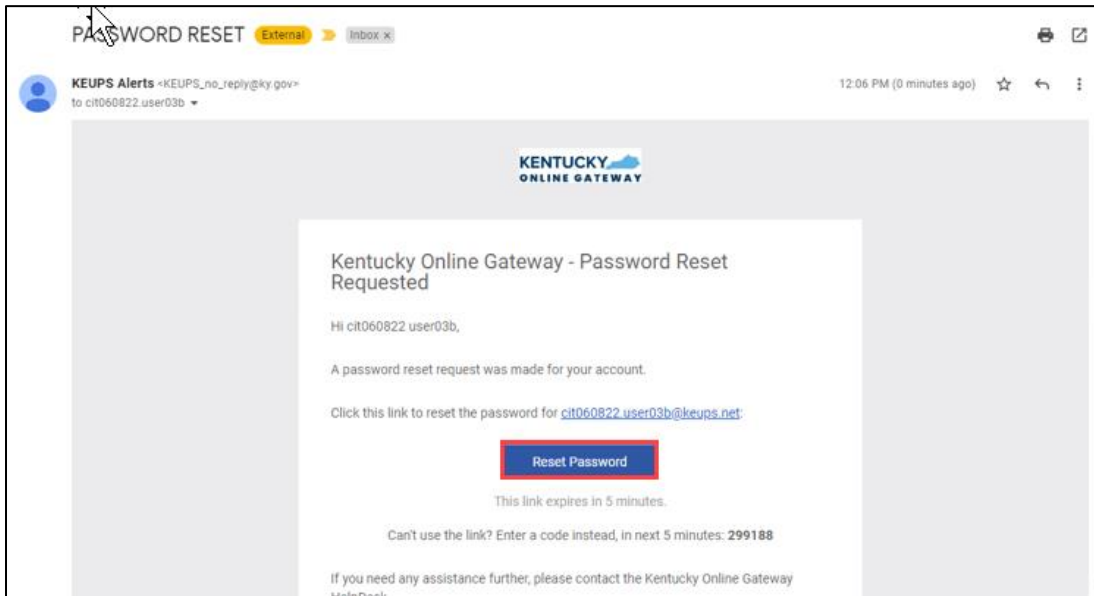 PASSWORD RESET External Inbox x
KEUPS Alerts <KEUPS_no_reply@ky.gov> 12:06 PM (0 minutes ago)
to cit060822.user03b
KENTUCKY
ONLINE GATEWAY
Kentucky Online Gateway - Password Reset
Requested
Hi cit060822 user03b,
A password reset request was made for your account.
Click this link to reset the password for cit060822.user03b@keups.net:
Reset Password
This link expires in 5 minutes.
Can't use the link? Enter a code instead, in next 5 minutes: 299188
If you need any assistance further, please contact the Kentucky Online Gateway